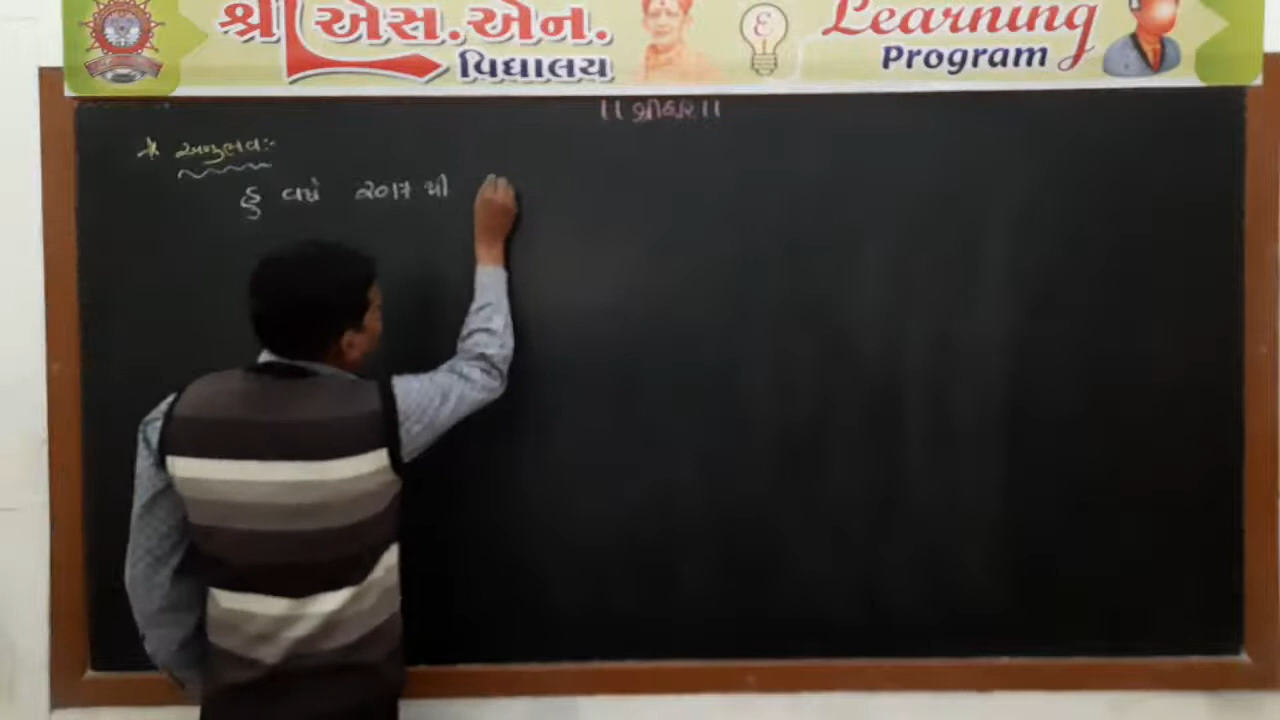 શ્રી એસ.એન.
વિદ્યાલય
Learning
Program
।। શ્રીહરિ ।।
* અનુભવ:-
હું વર્ષ ૨૦૧૭ થી